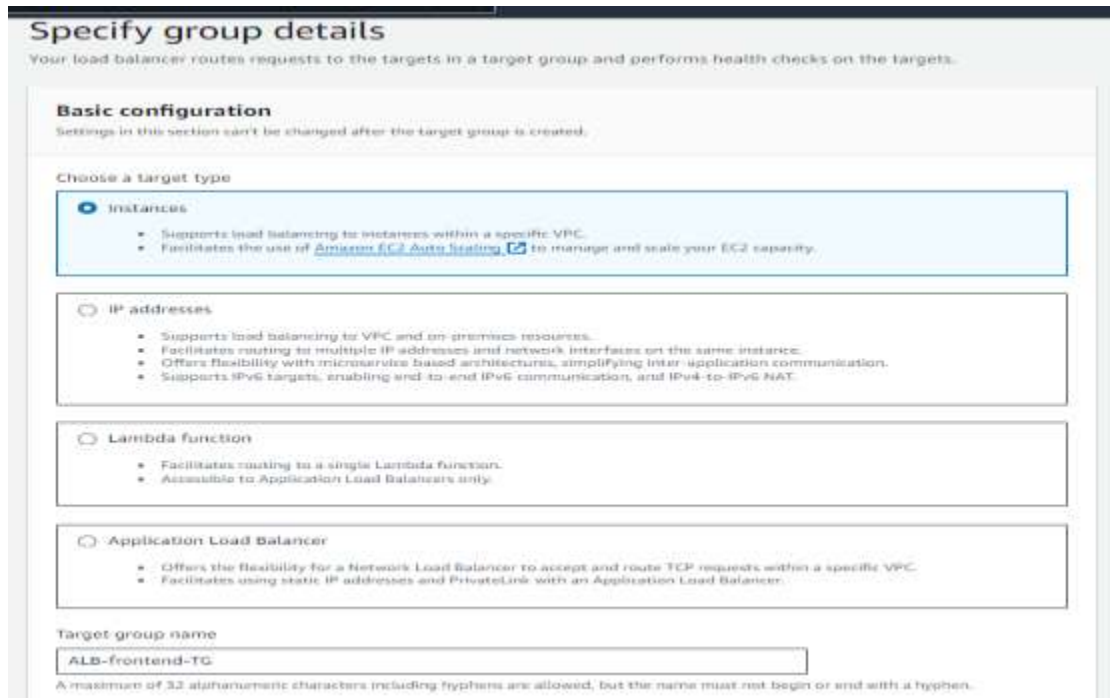 Specify group details
Your load balancer routes requests to the targets in a target group and performs health checks on the targets.
Basic configuration
Settings in this section can't be changed after the target group is created.
Choose a target type
Instances
• Supports load balancing to instances within a specific VPC.
• Facilitates the use of Amazon EC2 Auto Scaling to manage and scale your EC2 capacity.
IP addresses
• Supports load balancing to VPC and on-premises resources.
• Facilitates routing to multiple IP addresses and network interfaces on the same instance.
• Offers flexibility with microservice based architectures, simplifying inter-application communication.
• Supports IPv6 targets, enabling end-to-end IPv6 communication, and IPv4-to-IPv6 NAT.
Lambda function
• Facilitates routing to a single Lambda function.
• Accessible to Application Load Balancers only.
Application Load Balancer
• Offers the flexibility for a Network Load Balancer to accept and route TCP requests within a specific VPC.
• Facilitates using static IP addresses and PrivateLink with an Application Load Balancer.
Target group name
ALB-frontend-TG
A maximum of 32 alphanumeric characters including hyphens are allowed, but the name must not begin or end with a hyphen.